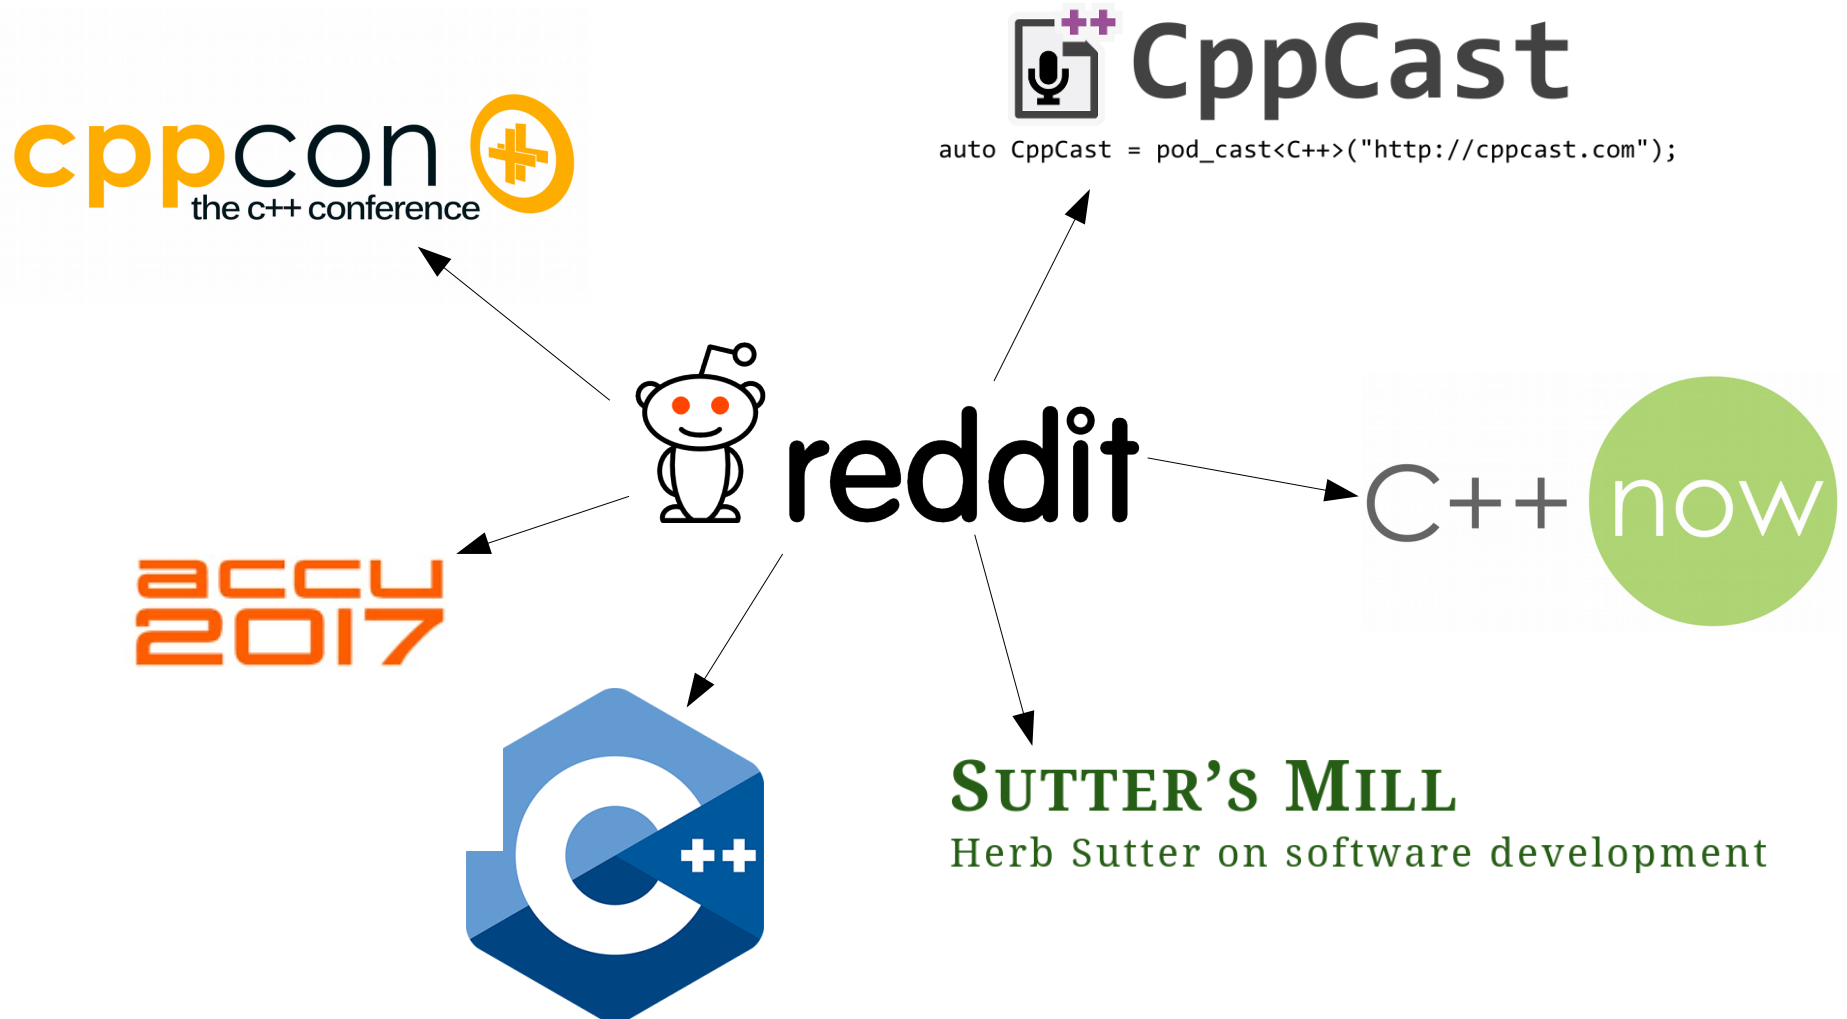 CppCast
auto CppCast = pod_cast<C++>("http://cppcast.com");
cppcon
the c++ conference
reddit
C++ now
accu
2017
C++
SUTTER'S MILL
Herb Sutter on software development